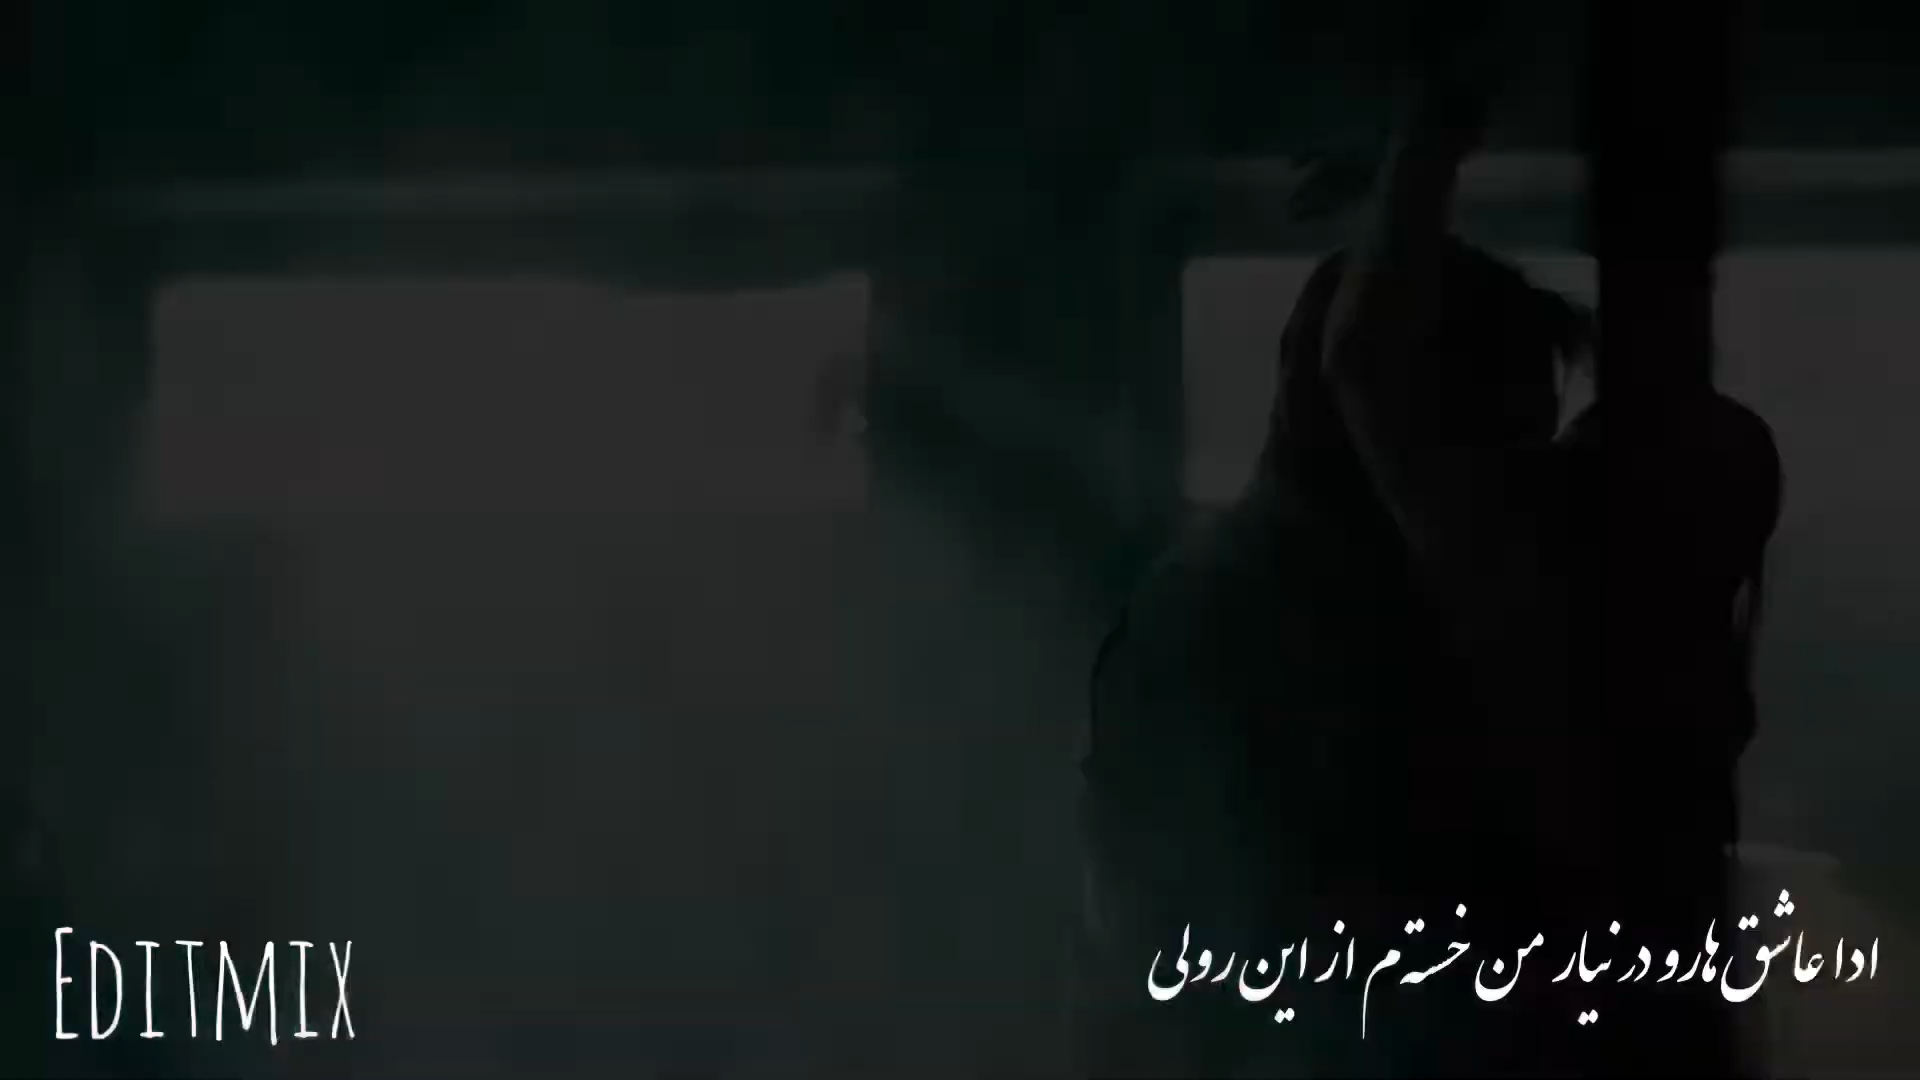 ادا عاشق‌ها رو در نیار من خسته‌م از این رولی
EDITMIX